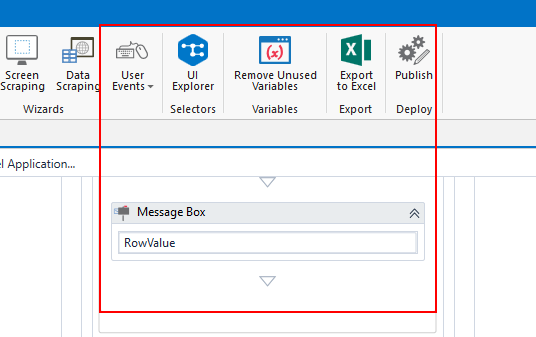 Screen Scraping
Data Scraping
User Events
UI Explorer
Remove Unused Variables
Export to Excel
Publish
Wizards
Selectors
Variables
Export
Deploy
el Application...
Message Box
RowValue